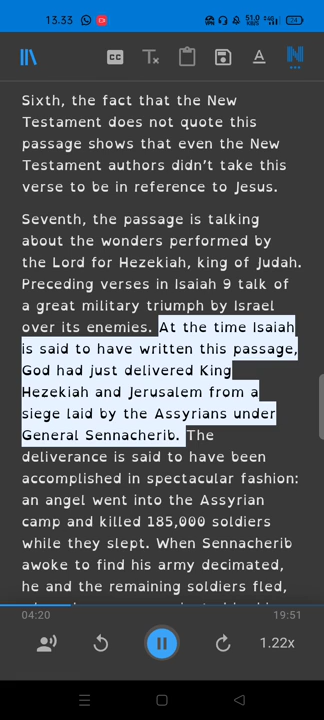 13.33
51.0
KB/S
24
CC
A
N
Sixth, the fact that the New
Testament does not quote this
passage shows that even the New
Testament authors didn't take this
verse to be in reference to Jesus.
Seventh, the passage is talking
about the wonders performed by
the Lord for Hezekiah, king of Judah.
Preceding verses in Isaiah 9 talk of
a great military triumph by Israel
over its enemies. At the time Isaiah
is said to have written this passage,
God had just delivered King
Hezekiah and Jerusalem from a
siege laid by the Assyrians under
General Sennacherib. The
deliverance is said to have been
accomplished in spectacular fashion:
an angel went into the Assyrian
camp and killed 185,000 soldiers
while they slept. When Sennacherib
awoke to find his army decimated,
he and the remaining soldiers fled,
04:20
19:51
1.22x